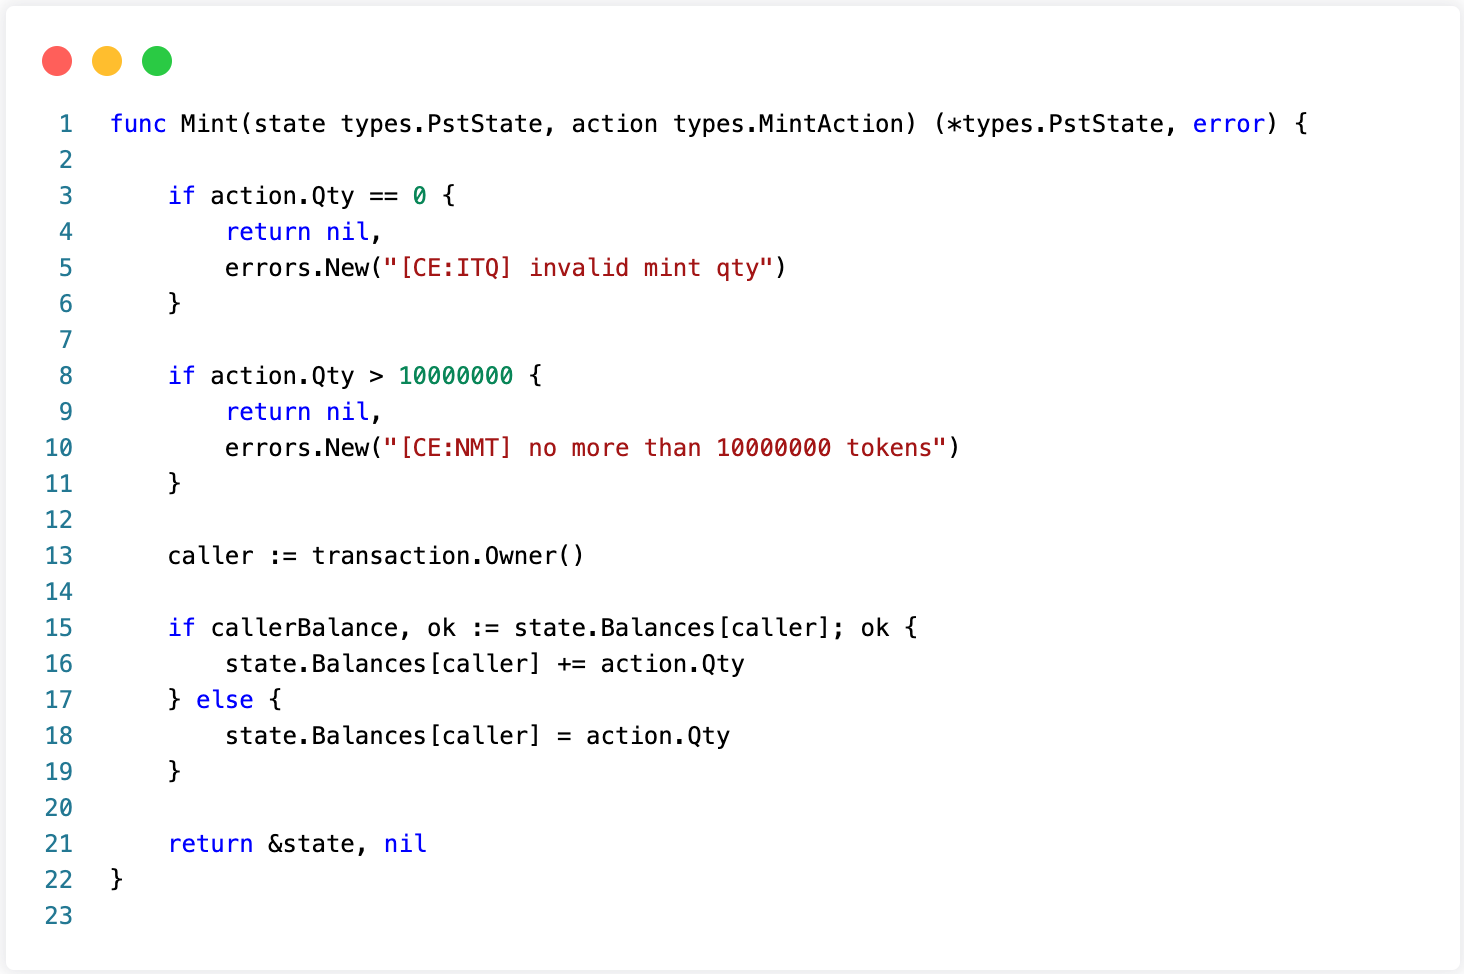 1 func Mint(state types.PstState, action types.MintAction) (*types.PstState, error) {
2
3     if action.Qty == 0 {
4         return nil,
5         errors.New("[CE:ITQ] invalid mint qty")
6     }
7
8     if action.Qty > 10000000 {
9         return nil,
10         errors.New("[CE:NMT] no more than 10000000 tokens")
11     }
12
13     caller := transaction.Owner()
14
15     if callerBalance, ok := state.Balances[caller]; ok {
16         state.Balances[caller] += action.Qty
17     } else {
18         state.Balances[caller] = action.Qty
19     }
20
21     return &state, nil
22 }
23